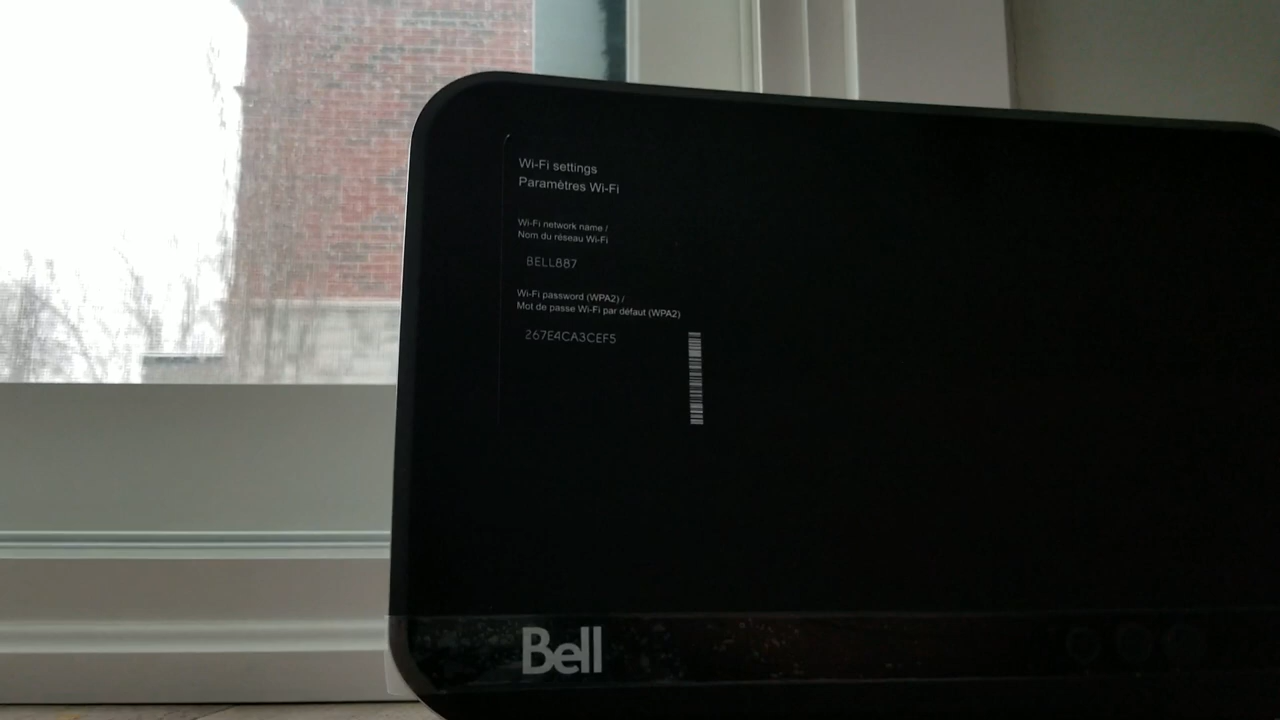 Wi-Fi settings
Paramètres Wi-Fi
Wi-Fi network name /
Nom du réseau Wi-Fi
BELL887
Wi-Fi password (WPA2) /
Mot de passe Wi-Fi par défaut (WPA2)
267E4CA3CEF5
Bell